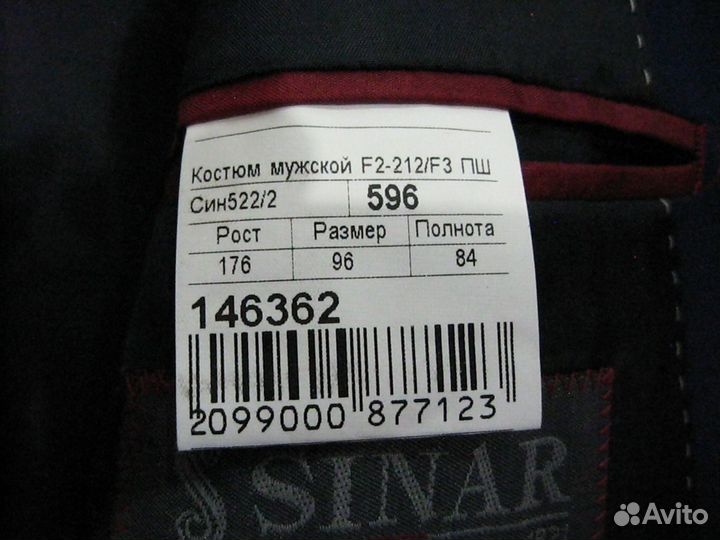 Костюм мужской F2-212/F3 ПШ
Син522/2 596
Рост Размер Полнота
176 96 84
146362
2099000 877123
SINAR
Avito